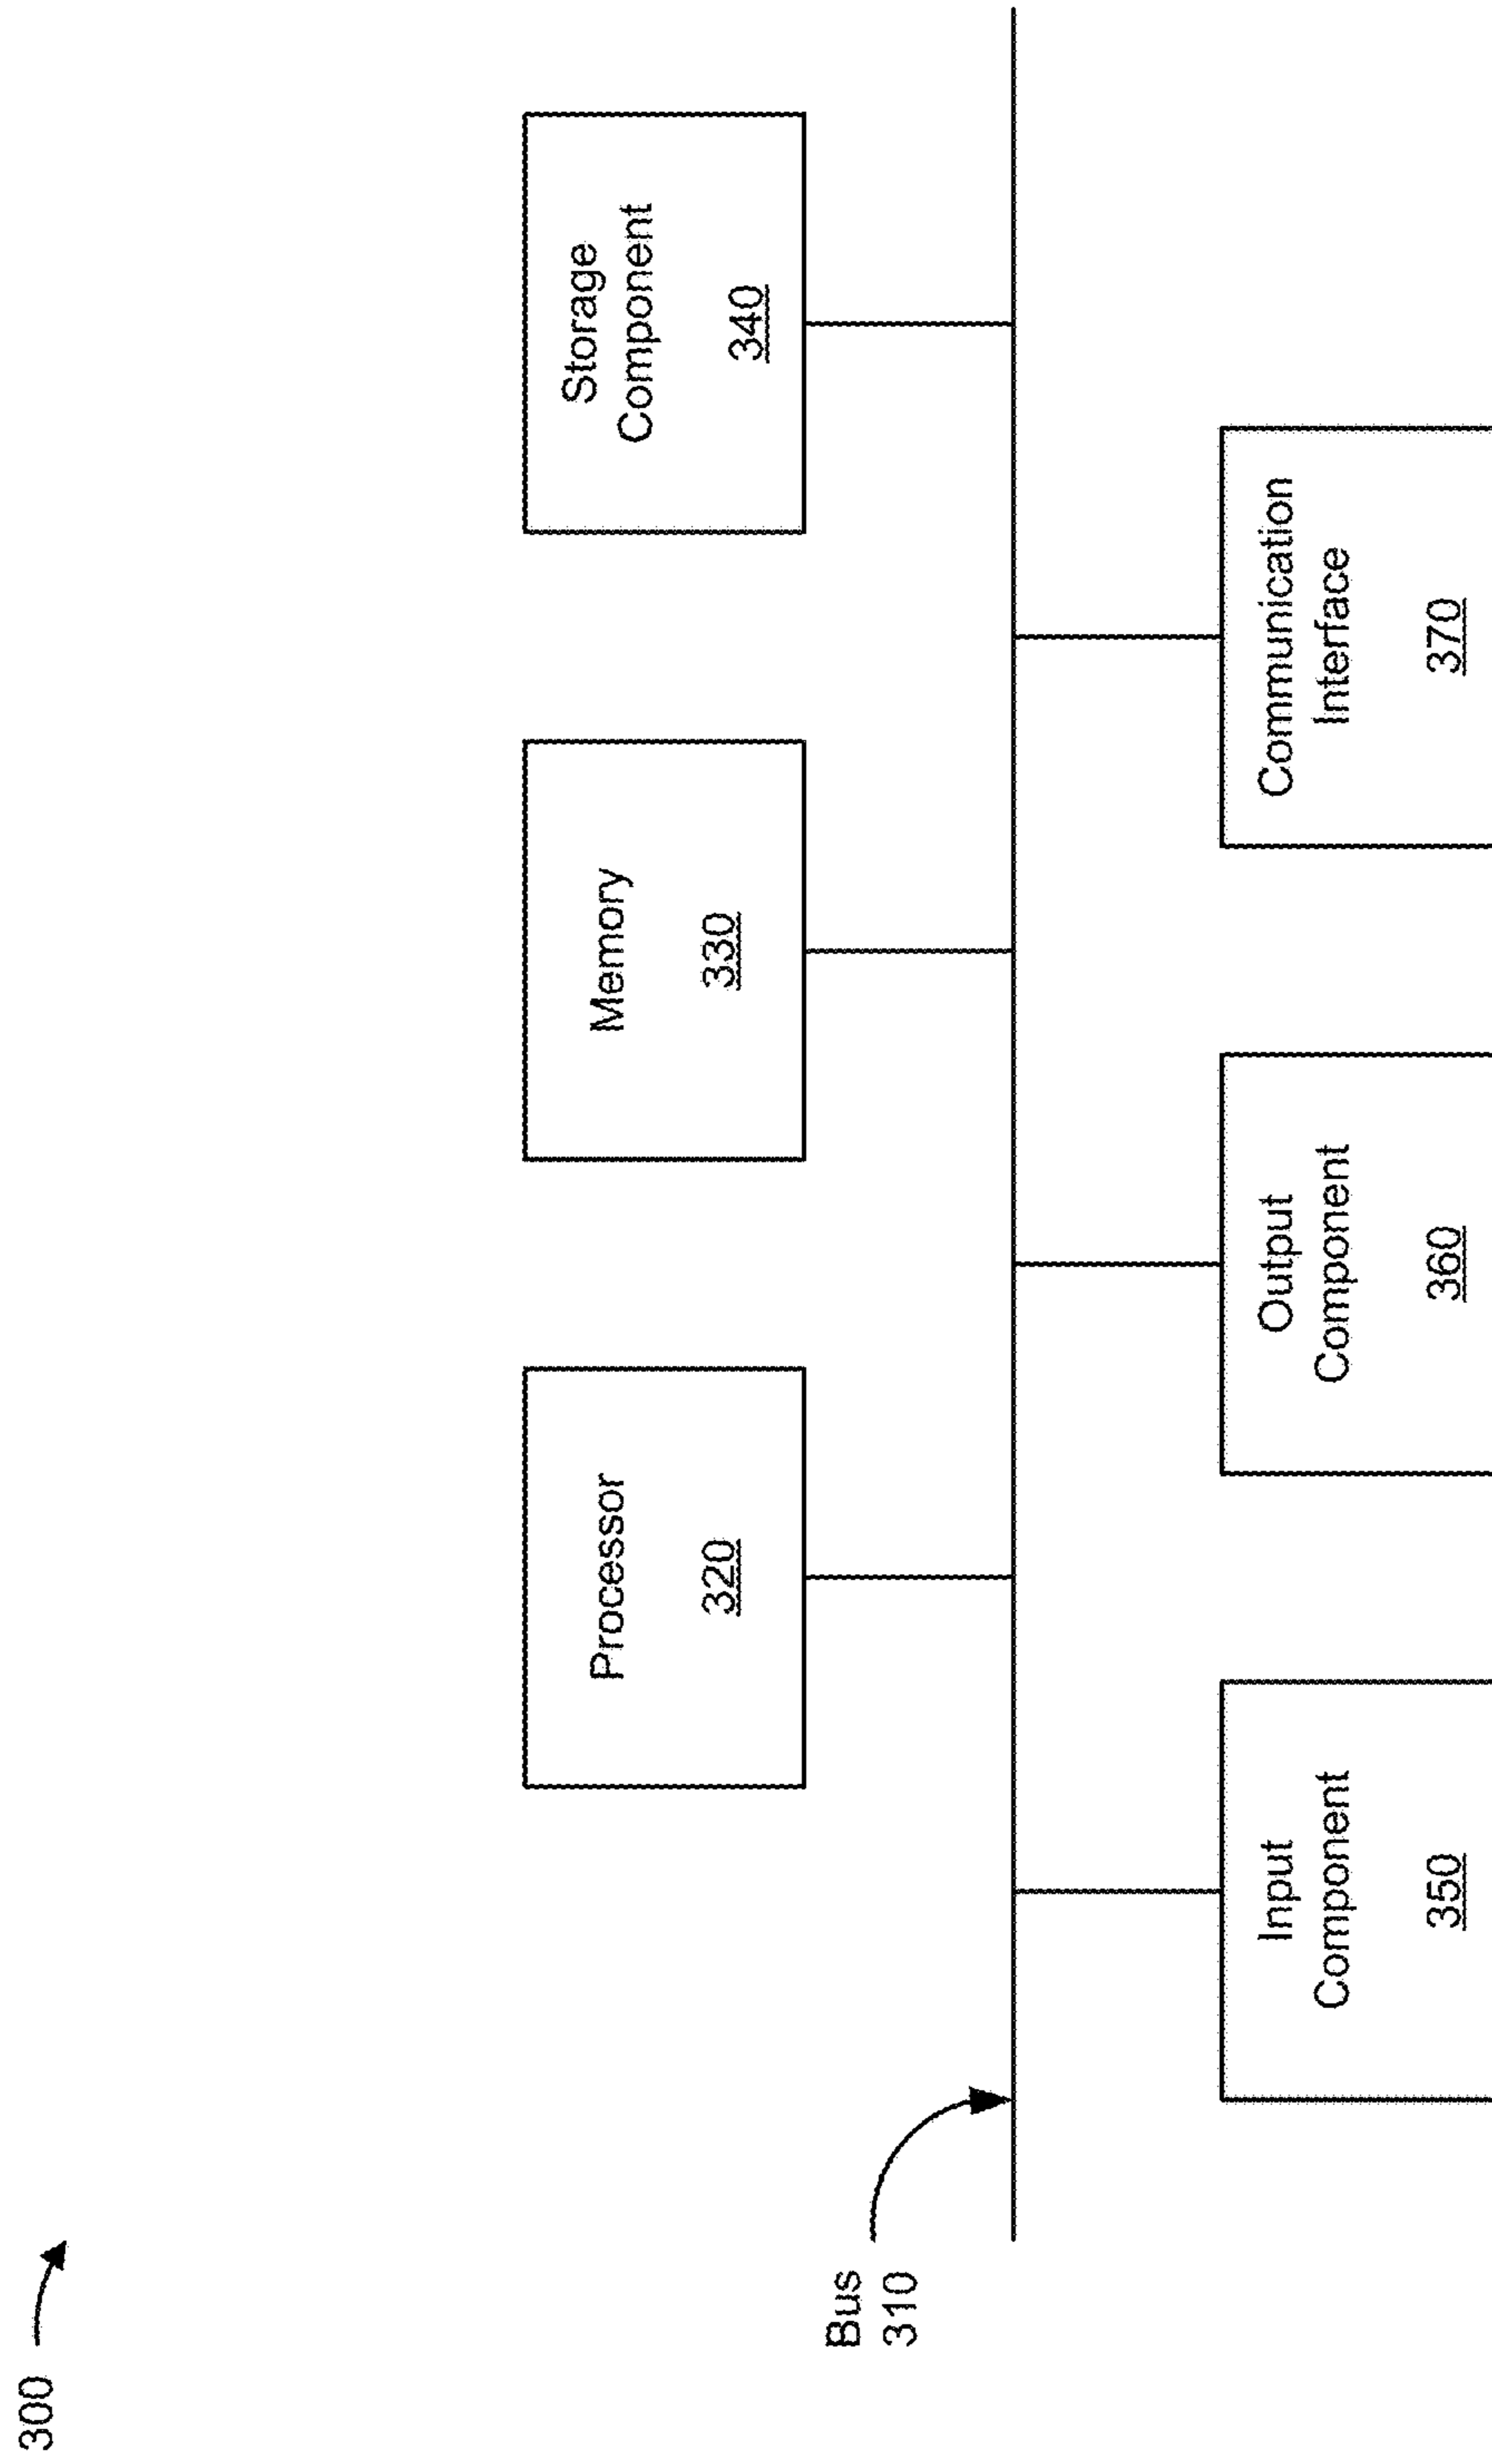 300
Processor
320
Memory
330
Storage
Component
340
Bus
310
Input
Component
350
Output
Component
360
Communication
Interface
370